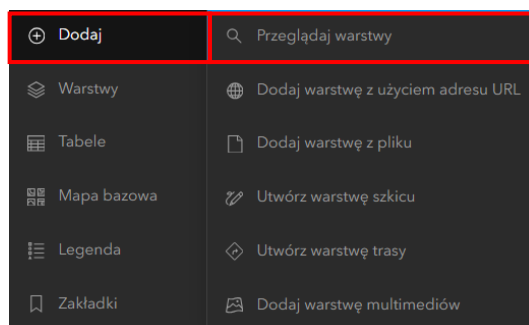 Dodaj
Przeglądaj warstwy
Warstwy
Dodaj warstwę z użyciem adresu URL
Tabele
Dodaj warstwę z pliku
Mapa bazowa
Utwórz warstwę szkicu
Legenda
Utwórz warstwę trasy
Zakładki
Dodaj warstwę multimediów